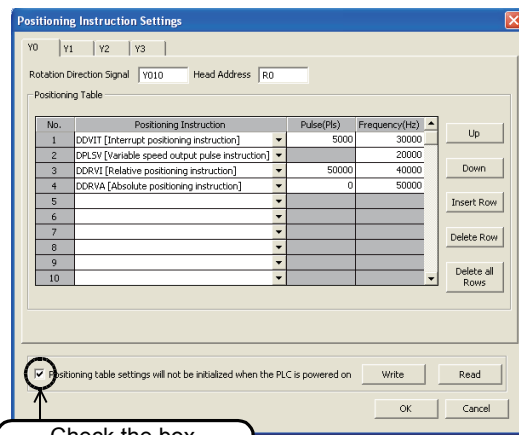 Positioning Instruction Settings
Y0 Y1 Y2 Y3
Rotation Direction Signal Y010 Head Address R0
Positioning Table
No. Positioning Instruction Pulse(Pls) Frequency(Hz)
1 DDVIT [Interrupt positioning instruction] 5000 30000
2 DPLSV [Variable speed output pulse instruction] 20000
3 DDRVI [Relative positioning instruction] 50000 40000
4 DDRVA [Absolute positioning instruction] 0 50000
5
6
7
8
9
10
Up
Down
Insert Row
Delete Row
Delete all
Rows
Positioning table settings will not be initialized when the PLC is powered on Write Read
OK Cancel
Check the box